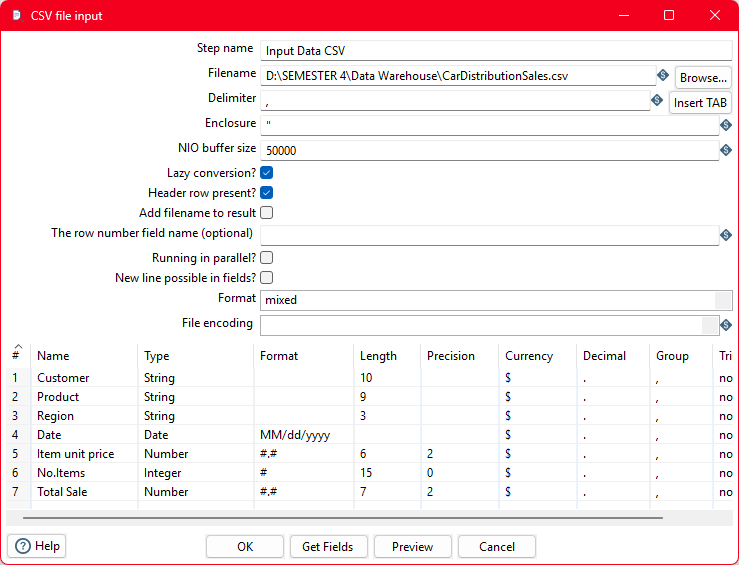 CSV file input
Step name Input Data CSV
Filename D:\SEMESTER 4\Data Warehouse\CarDistributionSales.csv Browse...
Delimiter , Insert TAB
Enclosure "
NIO buffer size 50000
Lazy conversion?
Header row present?
Add filename to result
The row number field name (optional)
Running in parallel?
New line possible in fields?
Format mixed
File encoding
# Name Type Format Length Precision Currency Decimal Group Tri
1 Customer String 10 $ . , no
2 Product String 9 $ . , no
3 Region String 3 $ . , no
4 Date Date MM/dd/yyyy $ . , no
5 Item unit price Number #.# 6 2 $ . , no
6 No.Items Integer # 15 0 $ . , no
7 Total Sale Number #.# 7 2 $ . , no
Help OK Get Fields Preview Cancel